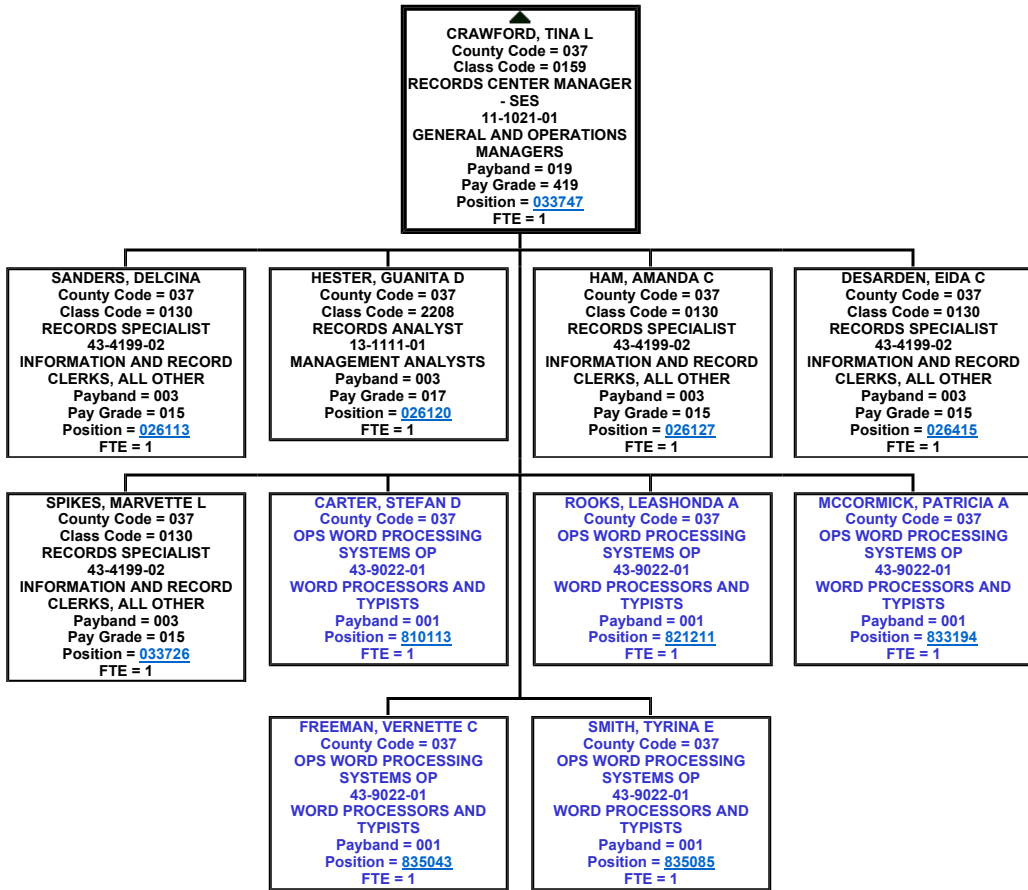 CRAWFORD, TINA L
County Code = 037
Class Code = 0159
RECORDS CENTER MANAGER
- SES
11-1021-01
GENERAL AND OPERATIONS
MANAGERS
Payband = 019
Pay Grade = 419
Position = 033747
FTE = 1
SANDERS, DELCINA
County Code = 037
Class Code = 0130
RECORDS SPECIALIST
43-4199-02
INFORMATION AND RECORD
CLERKS, ALL OTHER
Payband = 003
Pay Grade = 015
Position = 026113
FTE = 1
HESTER, GUANITA D
County Code = 037
Class Code = 2208
RECORDS ANALYST
13-1111-01
MANAGEMENT ANALYSTS
Payband = 003
Pay Grade = 017
Position = 026120
FTE = 1
HAM, AMANDA C
County Code = 037
Class Code = 0130
RECORDS SPECIALIST
43-4199-02
INFORMATION AND RECORD
CLERKS, ALL OTHER
Payband = 003
Pay Grade = 015
Position = 026127
FTE = 1
DESARDEN, EIDA C
County Code = 037
Class Code = 0130
RECORDS SPECIALIST
43-4199-02
INFORMATION AND RECORD
CLERKS, ALL OTHER
Payband = 003
Pay Grade = 015
Position = 026415
FTE = 1
SPIKES, MARVETTE L
County Code = 037
Class Code = 0130
RECORDS SPECIALIST
43-4199-02
INFORMATION AND RECORD
CLERKS, ALL OTHER
Payband = 003
Pay Grade = 015
Position = 033726
FTE = 1
CARTER, STEFAN D
County Code = 037
OPS WORD PROCESSING
SYSTEMS OP
43-9022-01
WORD PROCESSORS AND
TYPISTS
Payband = 001
Position = 810113
FTE = 1
ROOKS, LEASHONDA A
County Code = 037
OPS WORD PROCESSING
SYSTEMS OP
43-9022-01
WORD PROCESSORS AND
TYPISTS
Payband = 001
Position = 821211
FTE = 1
MCCORMICK, PATRICIA A
County Code = 037
OPS WORD PROCESSING
SYSTEMS OP
43-9022-01
WORD PROCESSORS AND
TYPISTS
Payband = 001
Position = 833194
FTE = 1
FREEMAN, VERNETTE C
County Code = 037
OPS WORD PROCESSING
SYSTEMS OP
43-9022-01
WORD PROCESSORS AND
TYPISTS
Payband = 001
Position = 835043
FTE = 1
SMITH, TYRINA E
County Code = 037
OPS WORD PROCESSING
SYSTEMS OP
43-9022-01
WORD PROCESSORS AND
TYPISTS
Payband = 001
Position = 835085
FTE = 1